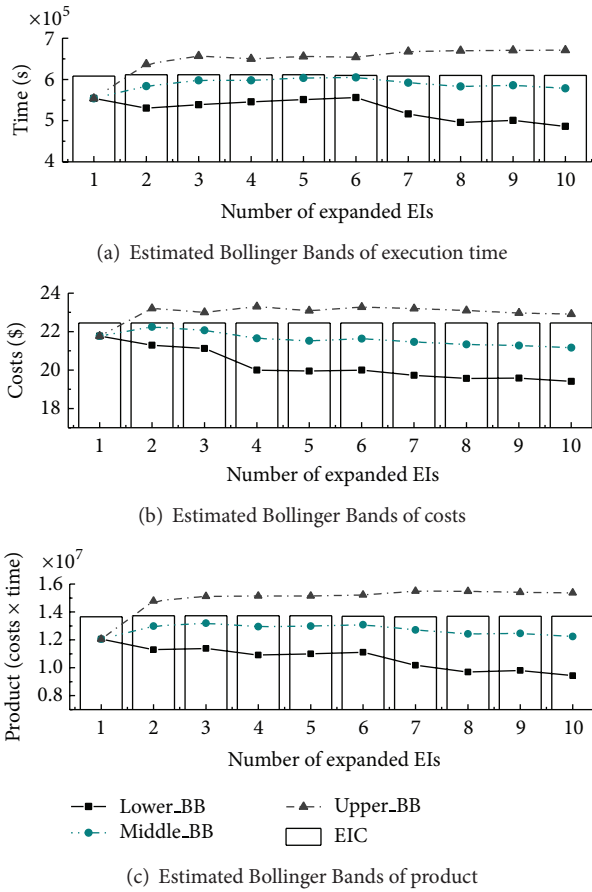 ×10⁵
7
6
5
4
Time (s)
1 2 3 4 5 6 7 8 9 10
Number of expanded EIs
(a) Estimated Bollinger Bands of execution time
24
22
20
18
Costs ($)
1 2 3 4 5 6 7 8 9 10
Number of expanded EIs
(b) Estimated Bollinger Bands of costs
×10⁷
1.6
1.4
1.2
1.0
0.8
Product (costs × time)
1 2 3 4 5 6 7 8 9 10
Number of expanded EIs
Lower_BB Upper_BB
Middle_BB EIC
(c) Estimated Bollinger Bands of product